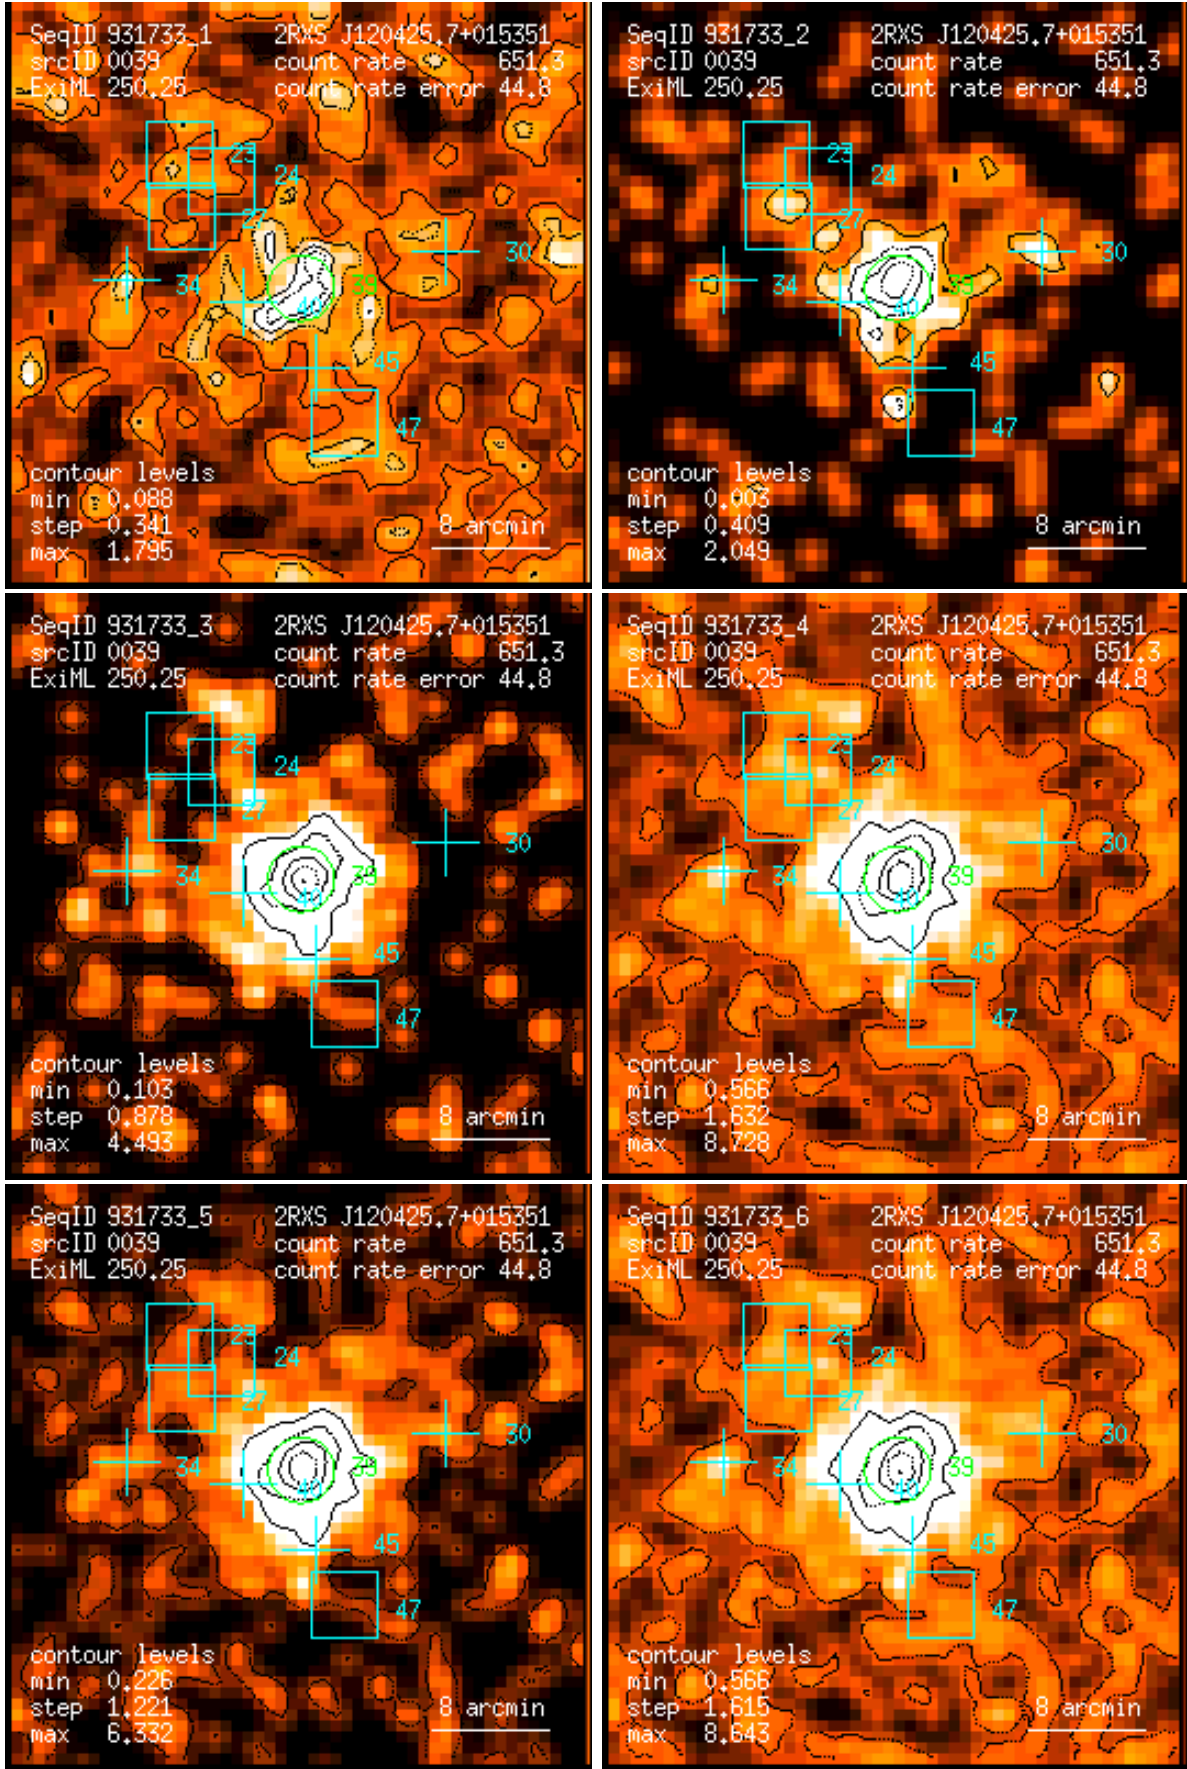 SeqID 931733_1 2RXS J120425.7+015351
srcID 0039 count rate 651.3
ExiML 250.25 count rate error 44.8
23
24
27
30
34
39
40
45
47
contour levels
min 0.088
step 0.341 8 arcmin
max 1.795
SeqID 931733_2 2RXS J120425.7+015351
srcID 0039 count rate 651.3
ExiML 250.25 count rate error 44.8
23
24
27
30
34
39
40
45
47
contour levels
min 0.003
step 0.409 8 arcmin
max 2.049
SeqID 931733_3 2RXS J120425.7+015351
srcID 0039 count rate 651.3
ExiML 250.25 count rate error 44.8
23
24
27
30
34
39
40
45
47
contour levels
min 0.103
step 0.878 8 arcmin
max 4.493
SeqID 931733_4 2RXS J120425.7+015351
srcID 0039 count rate 651.3
ExiML 250.25 count rate error 44.8
23
24
27
30
34
39
40
45
47
contour levels
min 0.566
step 1.632 8 arcmin
max 8.728
SeqID 931733_5 2RXS J120425.7+015351
srcID 0039 count rate 651.3
ExiML 250.25 count rate error 44.8
23
24
27
30
34
39
40
45
47
contour levels
min 0.226
step 1.221 8 arcmin
max 6.332
SeqID 931733_6 2RXS J120425.7+015351
srcID 0039 count rate 651.3
ExiML 250.25 count rate error 44.8
23
24
27
30
34
39
40
45
47
contour levels
min 0.566
step 1.615 8 arcmin
max 8.643